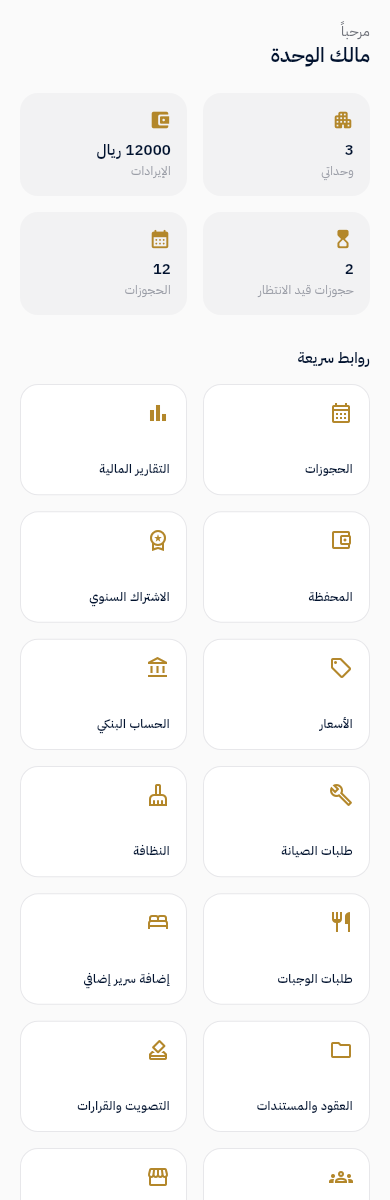 مرحباً
مالك الوحدة
3
وحداتي
12000 ريال
الإيرادات
2
حجوزات قيد الانتظار
12
الحجوزات
روابط سريعة
الحجوزات
التقارير المالية
المحفظة
الاشتراك السنوي
الأسعار
الحساب البنكي
طلبات الصيانة
النظافة
طلبات الوجبات
إضافة سرير إضافي
العقود والمستندات
التصويت والقرارات